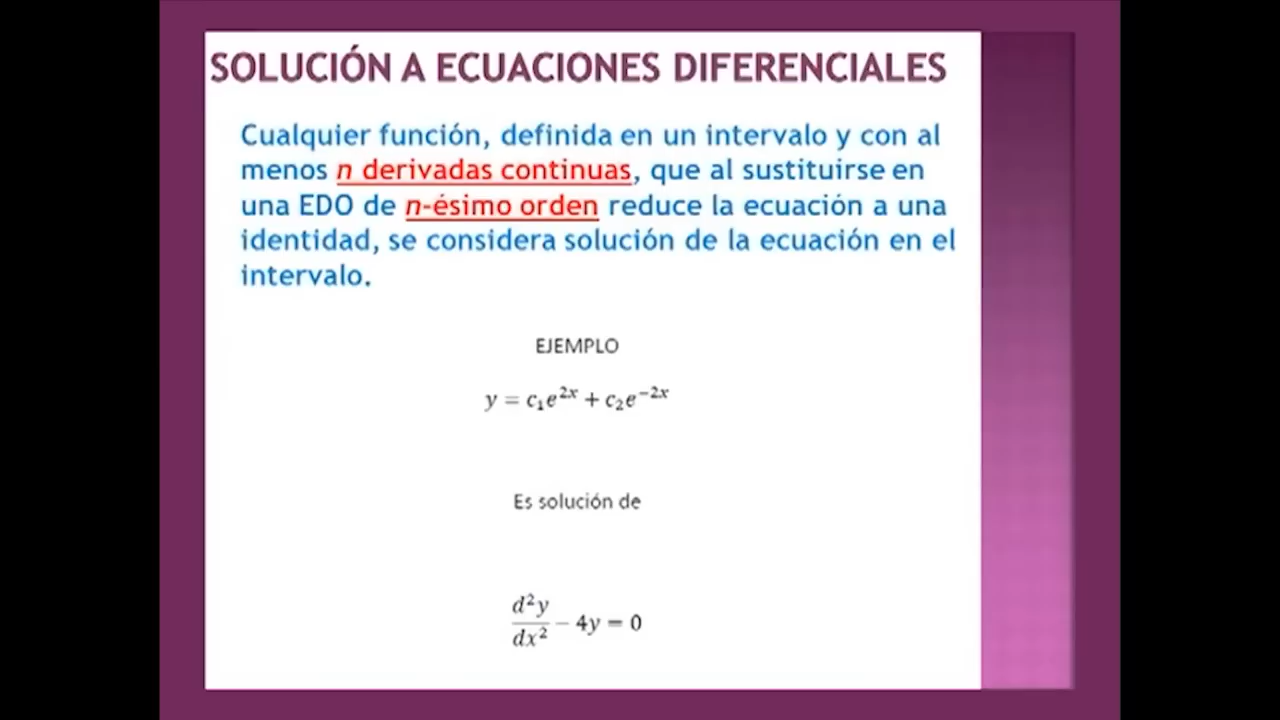 SOLUCIÓN A ECUACIONES DIFERENCIALES
Cualquier función, definida en un intervalo y con al
menos n derivadas continuas, que al sustituirse en
una EDO de n-ésimo orden reduce la ecuación a una
identidad, se considera solución de la ecuación en el
intervalo.
EJEMPLO
y = c₁e²ˣ + c₂e⁻²ˣ
Es solución de
d²y/dx² − 4y = 0